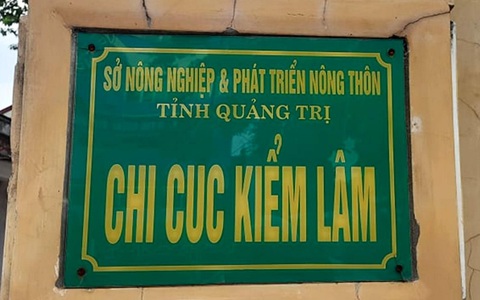 SỞ NÔNG NGHIỆP & PHÁT TRIỂN NÔNG THÔN
TỈNH QUẢNG TRỊ
CHI CUC KIỂM LÂM